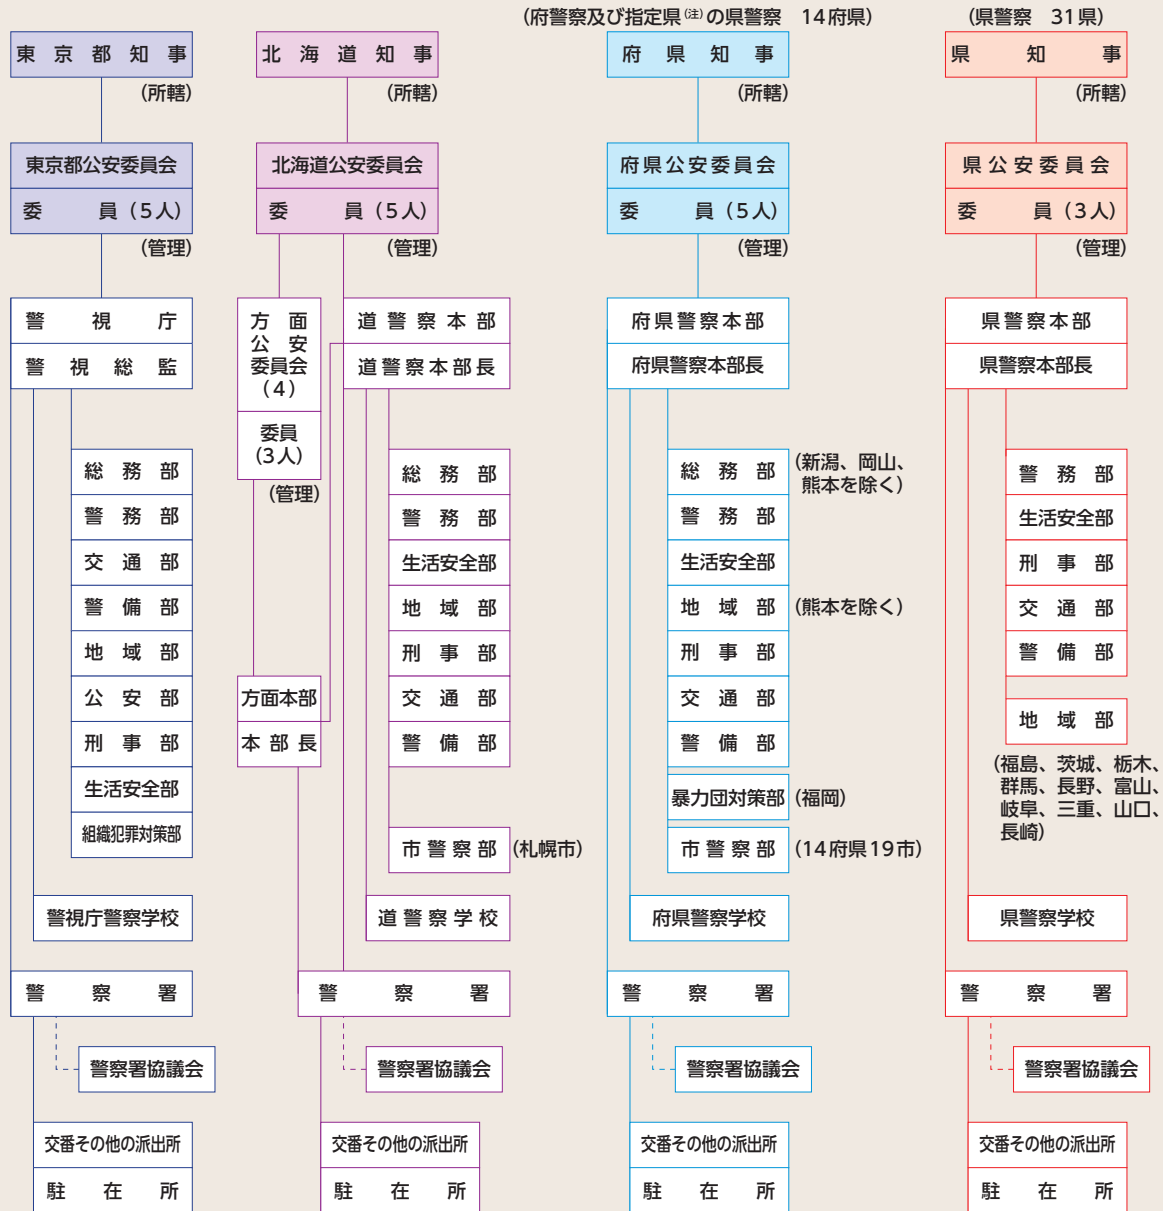 (府警察及び指定県(注)の県警察 14府県)
(県警察 31県)
東京都知事
(所轄)
東京都公安委員会
委員(5人)
(管理)
警視庁
警視総監
総務部
警務部
交通部
警備部
地域部
公安部
刑事部
生活安全部
組織犯罪対策部
警視庁警察学校
警察署
警察署協議会
交番その他の派出所
駐在所
北海道知事
(所轄)
北海道公安委員会
委員(5人)
(管理)
方面
公安
委員会
(4)
委員
(3人)
(管理)
方面本部
本部長
道警察本部
道警察本部長
総務部
警務部
生活安全部
地域部
刑事部
交通部
警備部
市警察部 (札幌市)
道警察学校
警察署
警察署協議会
交番その他の派出所
駐在所
府県知事
(所轄)
府県公安委員会
委員(5人)
(管理)
府県警察本部
府県警察本部長
総務部 (新潟、岡山、
熊本を除く)
警務部
生活安全部
地域部 (熊本を除く)
刑事部
交通部
警備部
暴力団対策部 (福岡)
市警察部 (14府県19市)
府県警察学校
警察署
警察署協議会
交番その他の派出所
駐在所
県知事
(所轄)
県公安委員会
委員(3人)
(管理)
県警察本部
県警察本部長
警務部
生活安全部
刑事部
交通部
警備部
地域部
(福島、茨城、栃木、
群馬、長野、富山、
岐阜、三重、山口、
長崎)
県警察学校
警察署
警察署協議会
交番その他の派出所
駐在所